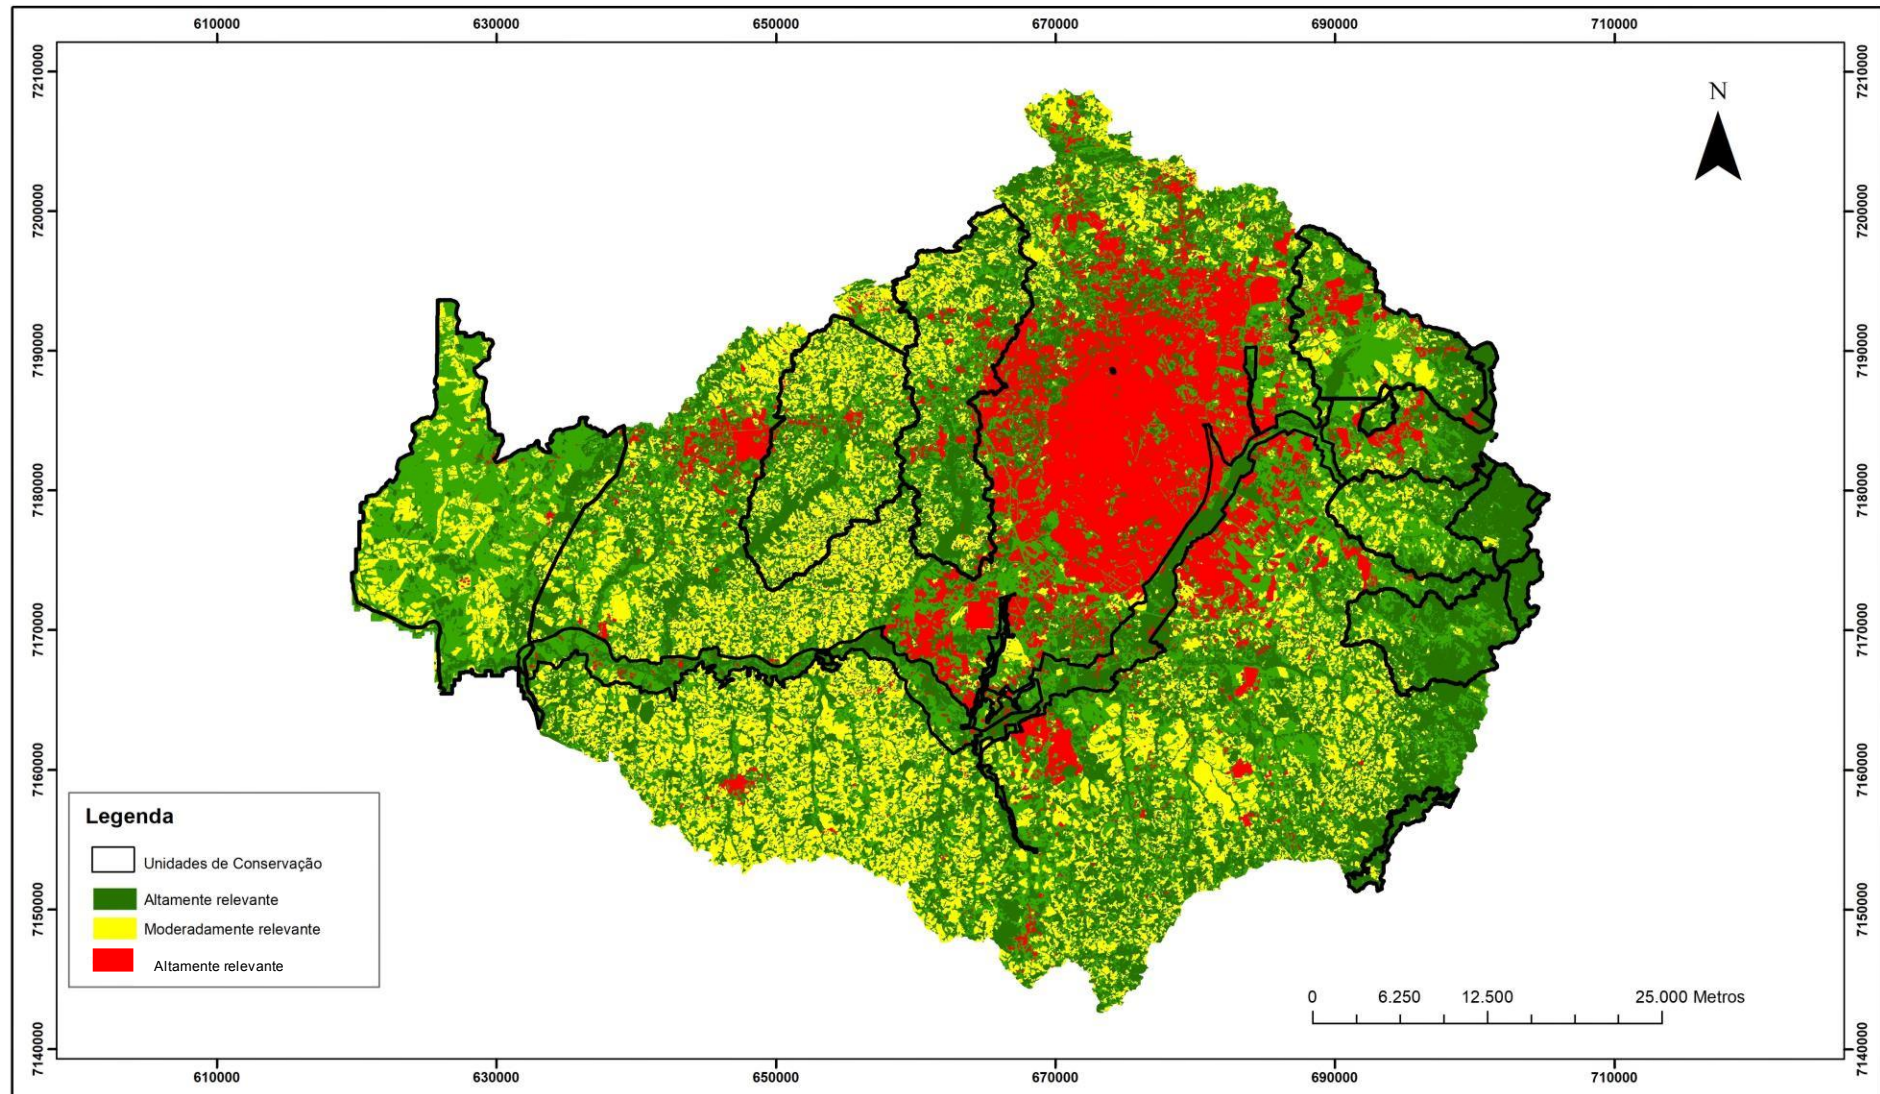 610000 630000 650000 670000 690000 710000
7210000 7210000
N
7200000 7200000
7190000 7190000
7180000 7180000
7170000 7170000
7160000 7160000
Legenda
Unidades de Conservação
Altamente relevante
Moderadamente relevante
Altamente relevante
7150000 7150000
0 6.250 12.500 25.000 Metros
7140000 7140000
610000 630000 650000 670000 690000 710000